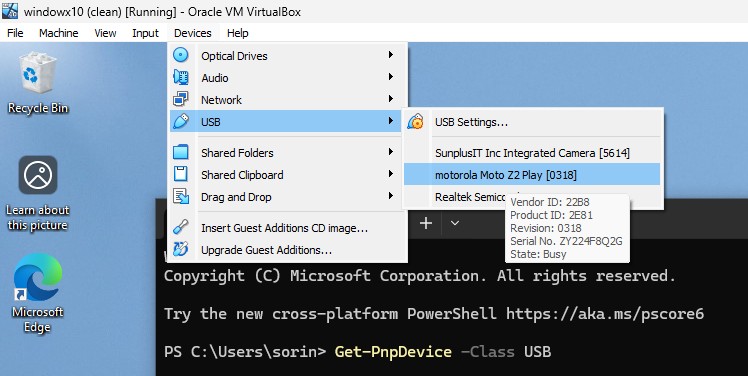 windowx10 (clean) [Running] - Oracle VM VirtualBox
File Machine View Input Devices Help
Optical Drives
Audio
Network
USB
Shared Folders
Shared Clipboard
Drag and Drop
Insert Guest Additions CD image...
Upgrade Guest Additions...
USB Settings...
SunplusIT Inc Integrated Camera [5614]
motorola Moto Z2 Play [0318]
Realtek Semico
Vendor ID: 22B8
Product ID: 2E81
Revision: 0318
Serial No. ZY224F8Q2G
State: Busy
Recycle Bin
Learn about
this picture
Microsoft
Edge
Copyright (C) Microsoft Corporation. All rights reserved.
Try the new cross-platform PowerShell https://aka.ms/pscore6
PS C:\Users\sorin> Get-PnpDevice -Class USB